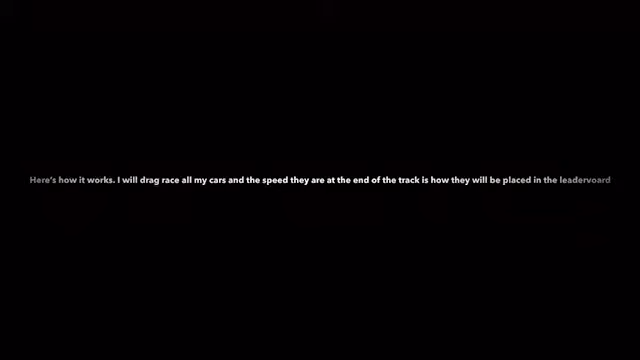 Here's how it works. I will drag race all my cars and the speed they are at the end of the track is how they will be placed in the leadervoard